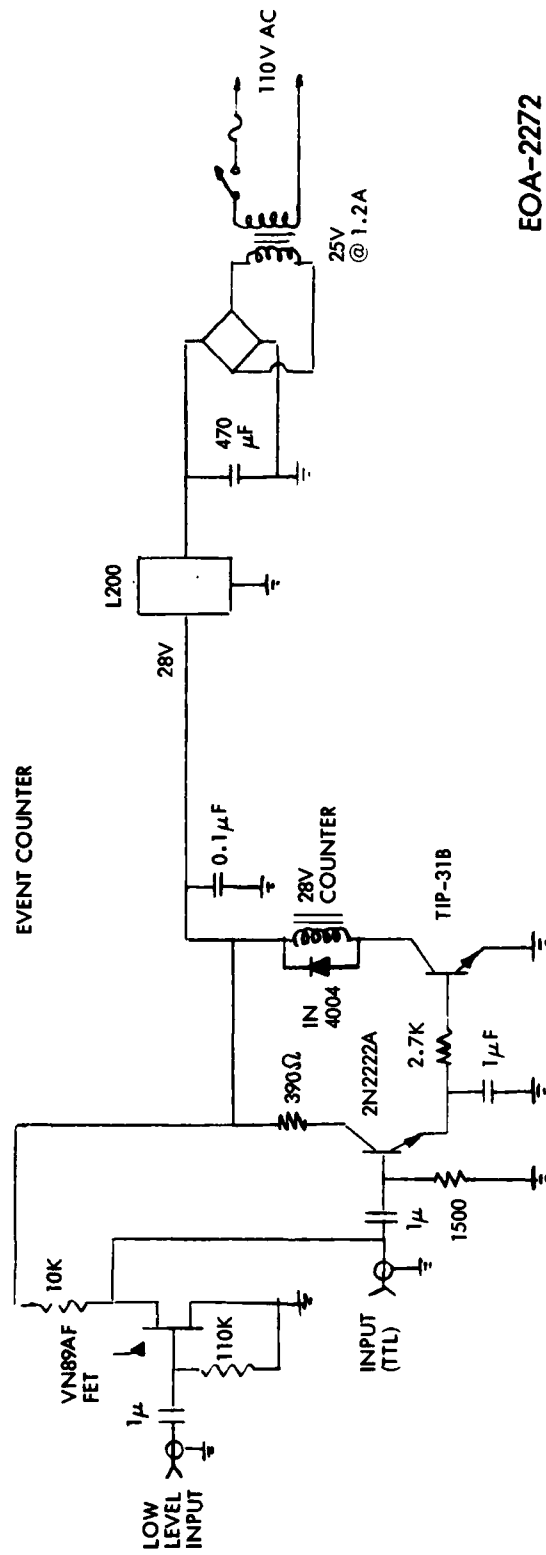 EVENT COUNTER
LOW
LEVEL
INPUT
1μ
VN89AF
FET
10K
110K
INPUT
(TTL)
1μ
1500
390Ω
2N2222A
2.7K
1μF
IN
4004
28V
COUNTER
TIP-31B
0.1μF
28V
L200
470
μF
25V
@ 1.2A
110V AC
EOA-2272